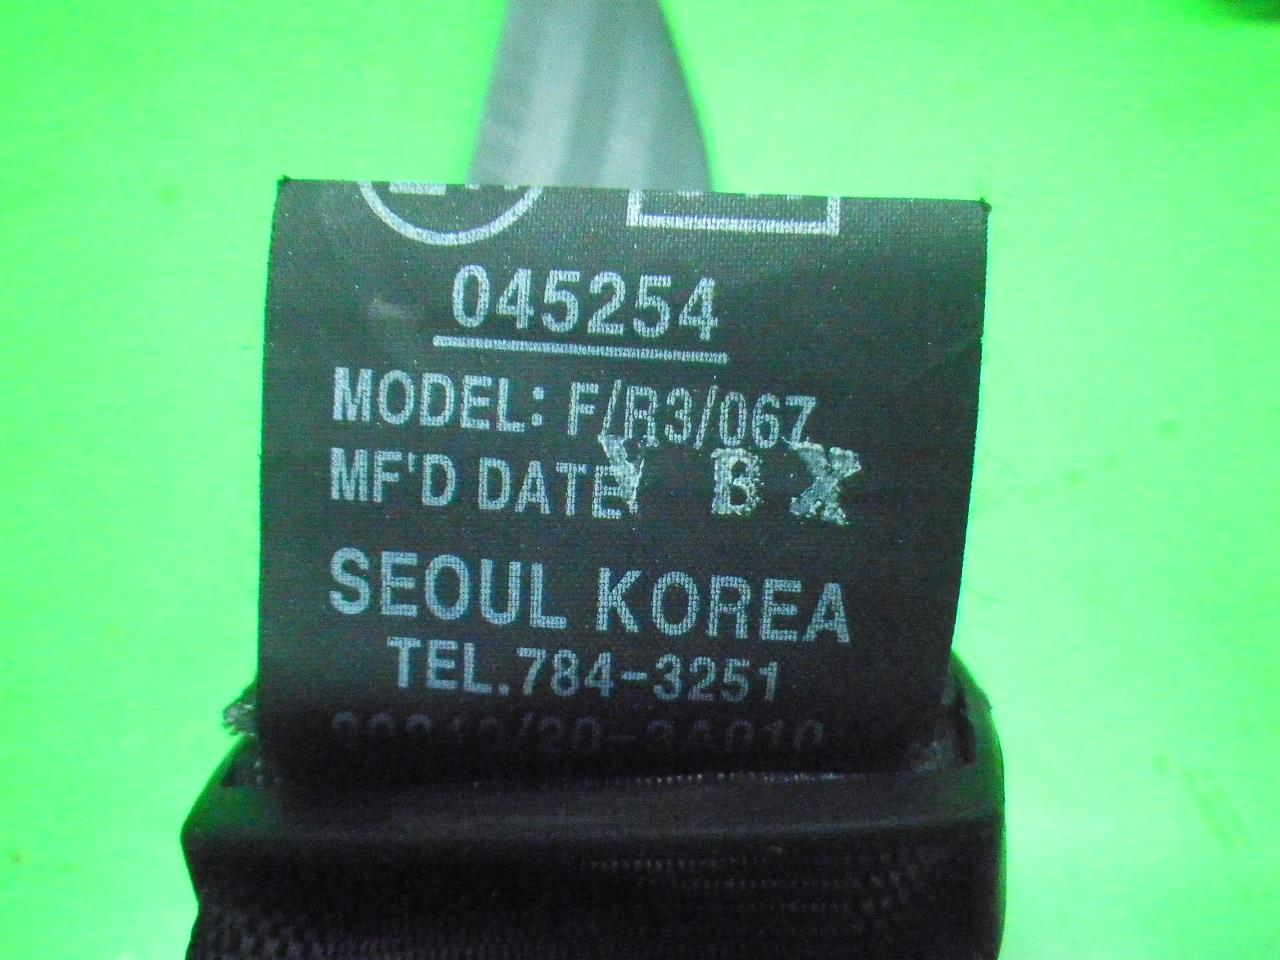 045254
MODEL: F/R3/067
MF'D DATE Y B X
SEOUL KOREA
TEL.784-3251